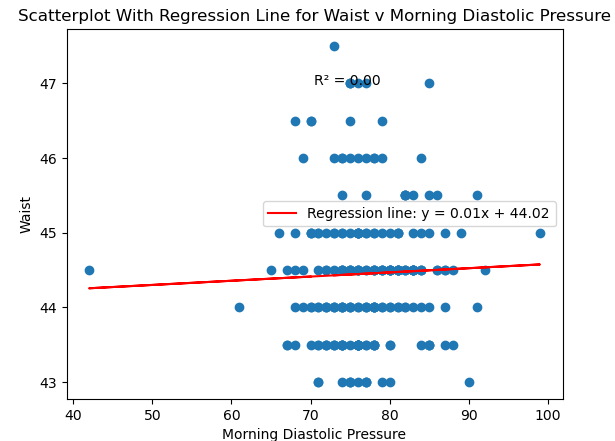 Scatterplot With Regression Line for Waist v Morning Diastolic Pressure
R² = 0.00
Regression line: y = 0.01x + 44.02
Waist
47
46
45
44
43
40 50 60 70 80 90 100
Morning Diastolic Pressure